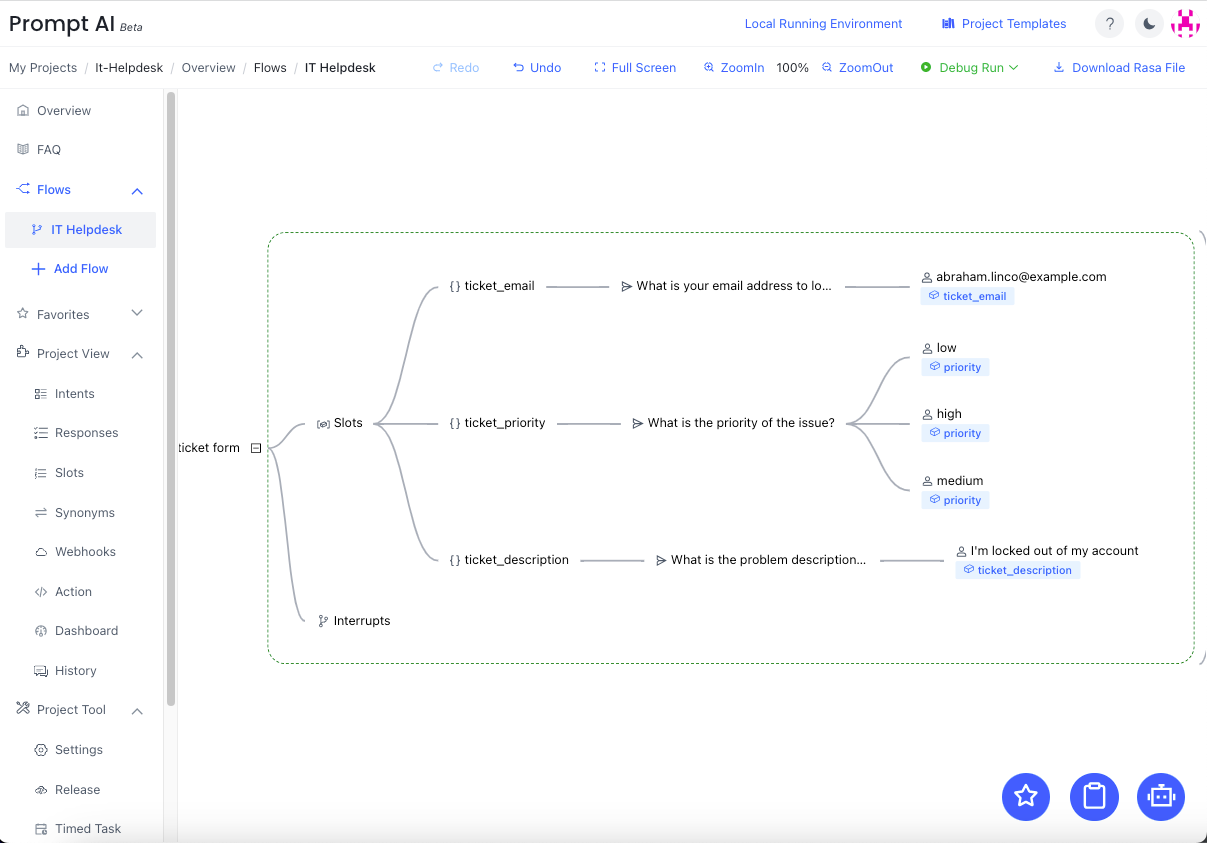 Prompt AI Beta
Local Running Environment
Project Templates
?
My Projects / It-Helpdesk / Overview / Flows / IT Helpdesk
Redo
Undo
Full Screen
ZoomIn
100%
ZoomOut
Debug Run
Download Rasa File
Overview
FAQ
Flows
IT Helpdesk
Add Flow
Favorites
Project View
Intents
Responses
Slots
Synonyms
Webhooks
Action
Dashboard
History
Project Tool
Settings
Release
Timed Task
ticket form
Slots
{} ticket_email
What is your email address to lo...
abraham.linco@example.com
ticket_email
{} ticket_priority
What is the priority of the issue?
low
priority
high
priority
medium
priority
{} ticket_description
What is the problem description...
I'm locked out of my account
ticket_description
Interrupts